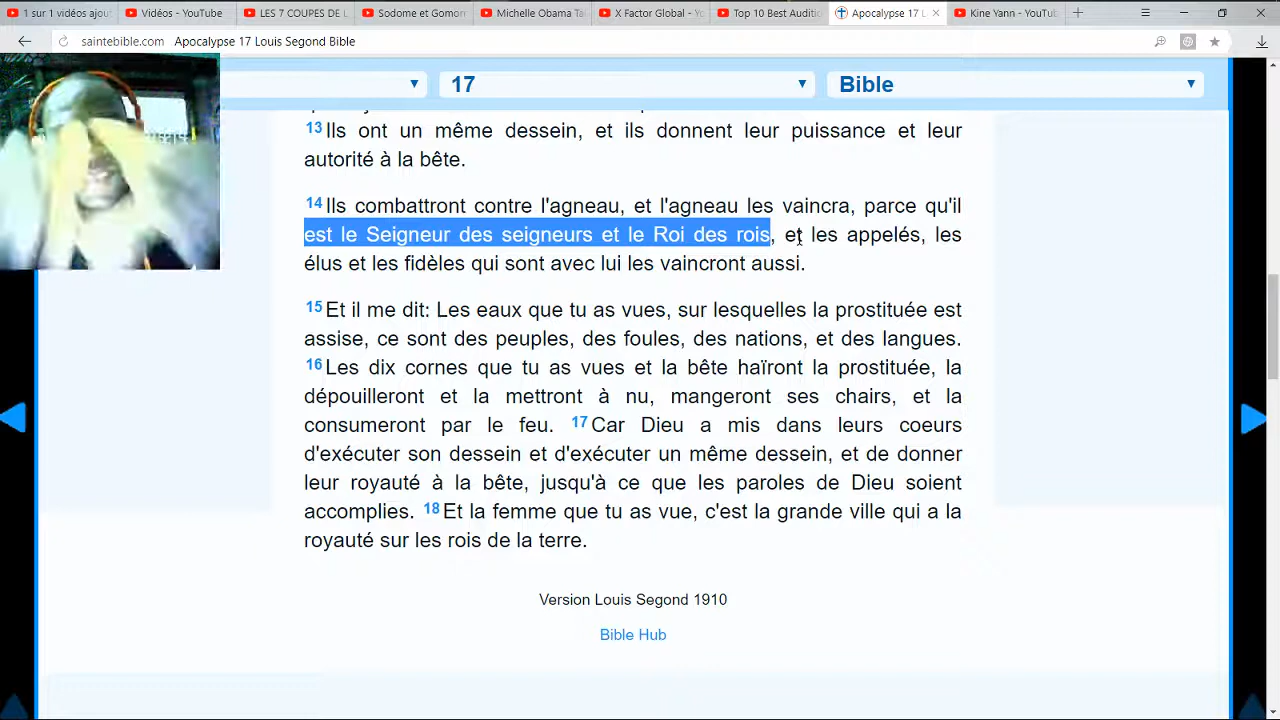 1 sur 1 vidéos ajou
Vidéos - YouTube
LES 7 COUPES DE L
Sodome et Gomorr
Michelle Obama Ta
X Factor Global - Yo
Top 10 Best Auditi
Apocalypse 17 L
Kine Yann - YouTub
saintebible.com Apocalypse 17 Louis Segond Bible
17
Bible
13 Ils ont un même dessein, et ils donnent leur puissance et leur
autorité à la bête.
14 Ils combattront contre l'agneau, et l'agneau les vaincra, parce qu'il
est le Seigneur des seigneurs et le Roi des rois, et les appelés, les
élus et les fidèles qui sont avec lui les vaincront aussi.
15 Et il me dit: Les eaux que tu as vues, sur lesquelles la prostituée est
assise, ce sont des peuples, des foules, des nations, et des langues.
16 Les dix cornes que tu as vues et la bête haïront la prostituée, la
dépouilleront et la mettront à nu, mangeront ses chairs, et la
consumeront par le feu. 17 Car Dieu a mis dans leurs coeurs
d'exécuter son dessein et d'exécuter un même dessein, et de donner
leur royauté à la bête, jusqu'à ce que les paroles de Dieu soient
accomplies. 18 Et la femme que tu as vue, c'est la grande ville qui a la
royauté sur les rois de la terre.
Version Louis Segond 1910
Bible Hub